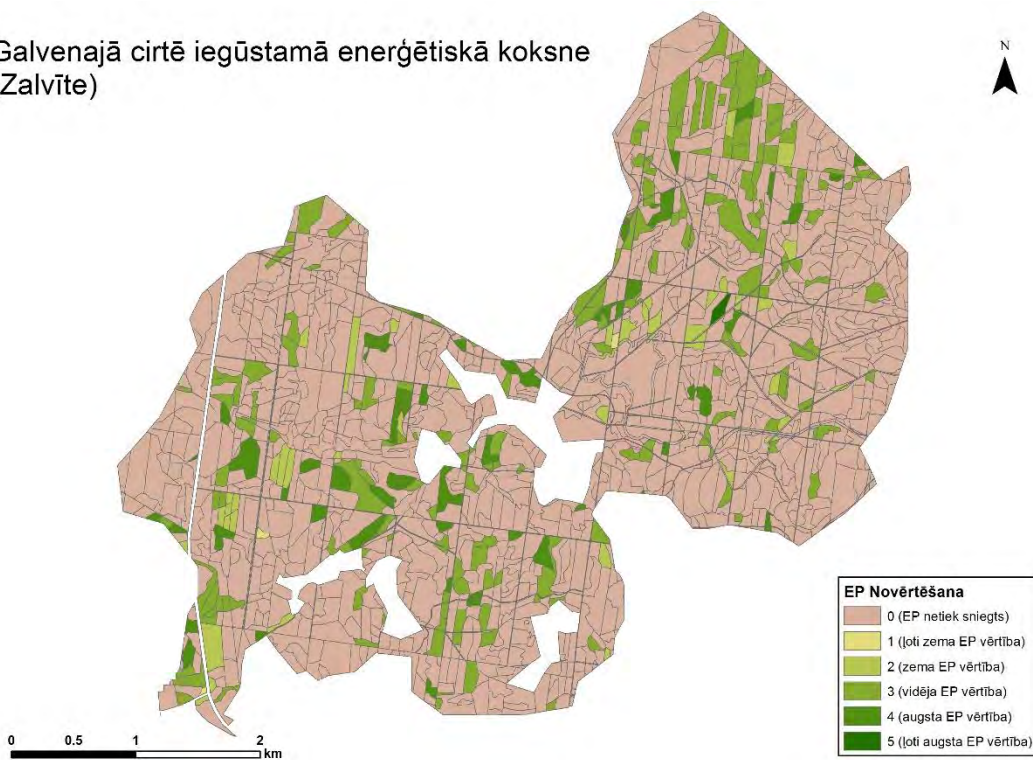 Galvenajā cirtē iegūstamā enerģētiskā koksne
Zalvīte)
N
EP Novērtēšana
0 (EP netiek sniegts)
1 (ļoti zema EP vērtība)
2 (zema EP vērtība)
3 (vidēja EP vērtība)
4 (augsta EP vērtība)
5 (ļoti augsta EP vērtība)
0 0.5 1 2
km